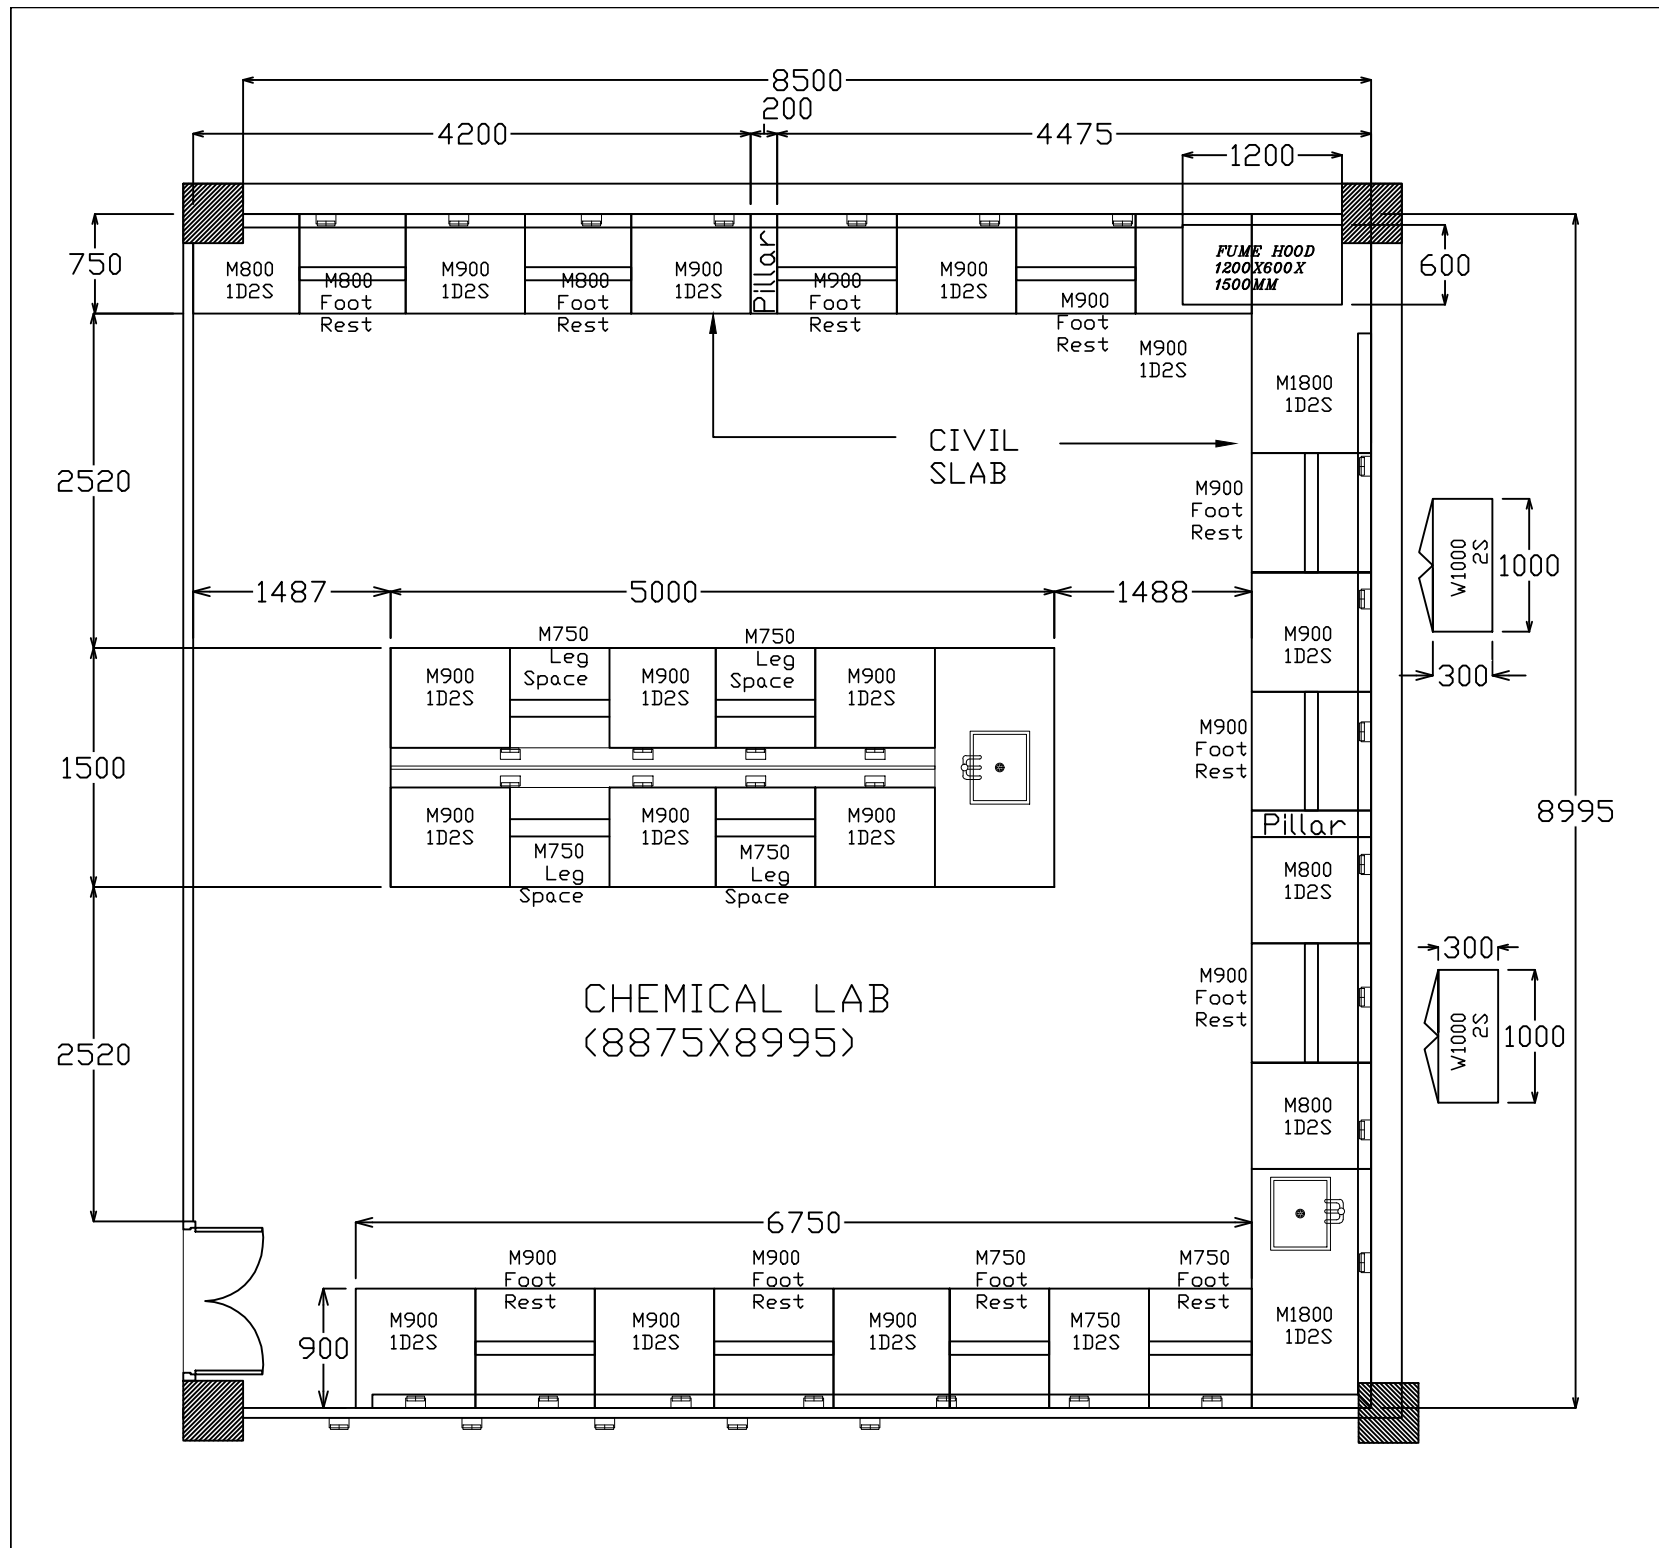 8500
200
4200
4475
1200
750
600
M800
1D2S
M800
Foot
Rest
M900
1D2S
M800
Foot
Rest
M900
1D2S
Pillar
M900
Foot
Rest
M900
1D2S
M900
Foot
Rest
M900
1D2S
FUME HOOD
1200X600X
1500MM
M1800
1D2S
CIVIL
SLAB
2520
M900
Foot
Rest
W1000
2S
1000
300
1487
5000
1488
M900
1D2S
M750
Leg
Space
M900
1D2S
M750
Leg
Space
M900
1D2S
M900
1D2S
M900
Foot
Rest
1500
8995
M900
1D2S
M750
Leg
Space
M900
1D2S
M750
Leg
Space
M900
1D2S
Pillar
M800
1D2S
300
W1000
2S
1000
CHEMICAL LAB
(8875X8995)
M900
Foot
Rest
2520
M800
1D2S
6750
900
M900
1D2S
M900
Foot
Rest
M900
1D2S
M900
Foot
Rest
M900
1D2S
M750
Foot
Rest
M750
1D2S
M750
Foot
Rest
M1800
1D2S